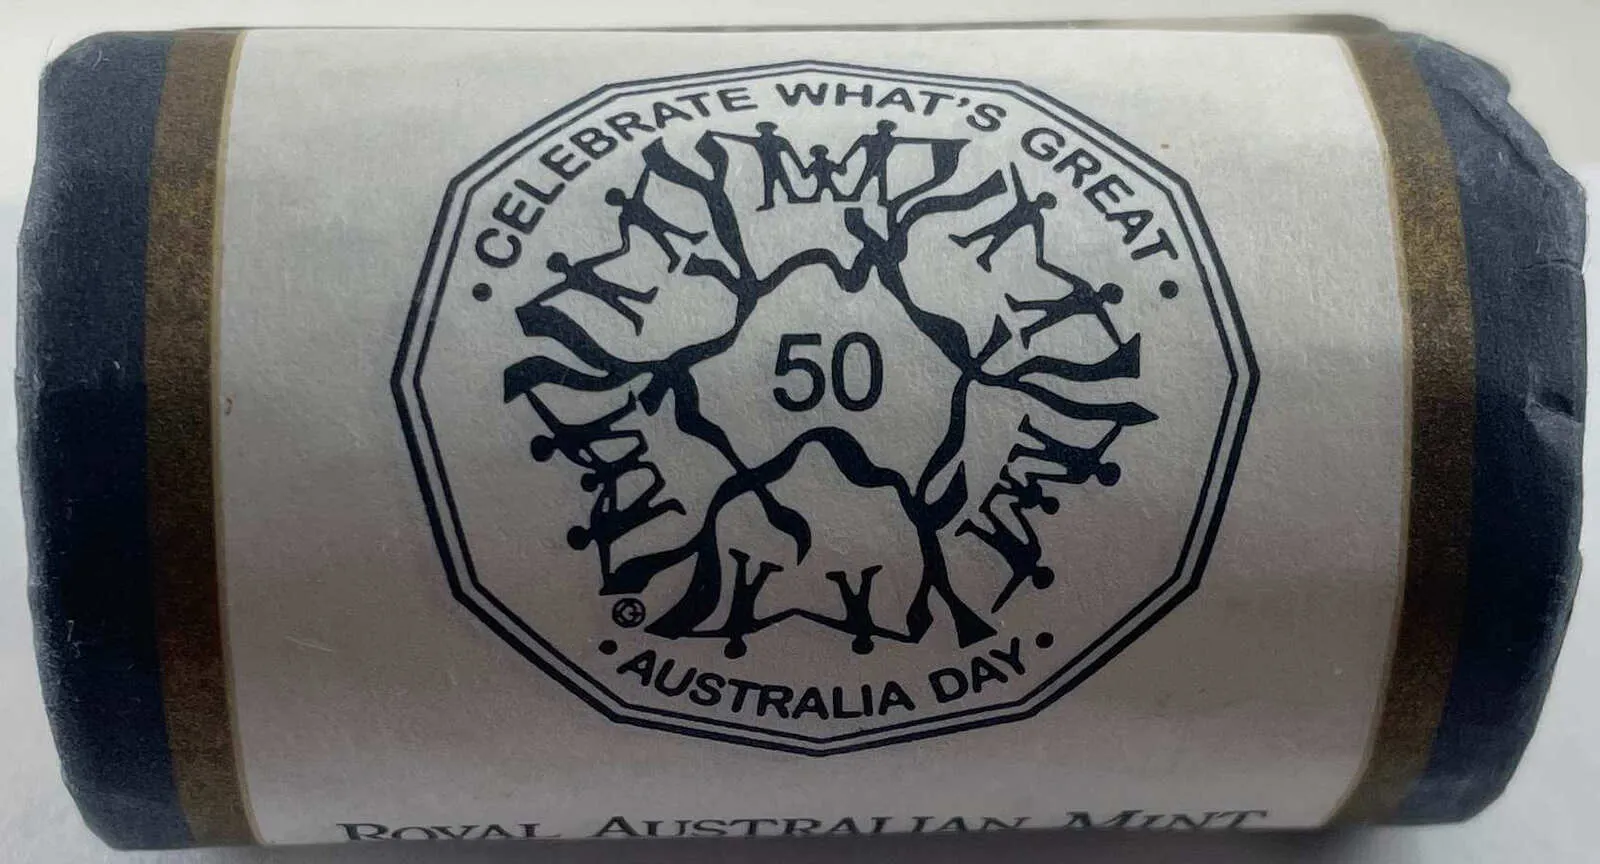 CELEBRATE WHAT'S GREAT
50
AUSTRALIA DAY
ROYAL AUSTRALIAN MINT